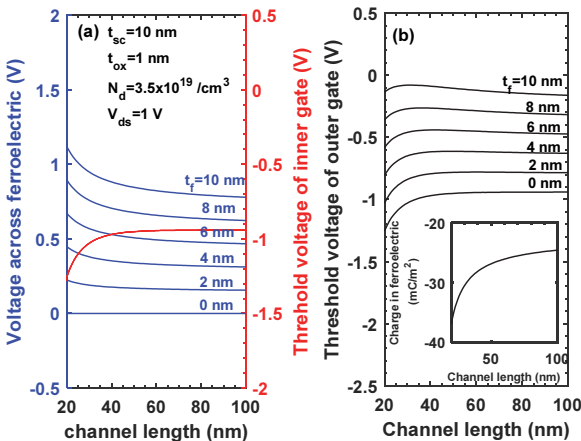 (a)
t_sc=10 nm
t_ox=1 nm
N_d=3.5x10^19 /cm^3
V_ds=1 V
t_f=10 nm
8 nm
6 nm
4 nm
2 nm
0 nm
2
1.5
1
0.5
0
-0.5
Voltage across ferroelectric (V)
0.5
0
-0.5
-1
-1.5
-2
Threhold voltage of inner gate (V)
20 40 60 80 100
channel length (nm)
(b)
t_f=10 nm
8 nm
6 nm
4 nm
2 nm
0 nm
0.5
0
-0.5
-1.0
-1.5
-2
-2.5
Threshold voltage of outer gate (V)
-20
-30
-40
Charge in ferroelectric
(mC/m^2)
50 100
Channel length (nm)
20 40 60 80 100
Channel length (nm)